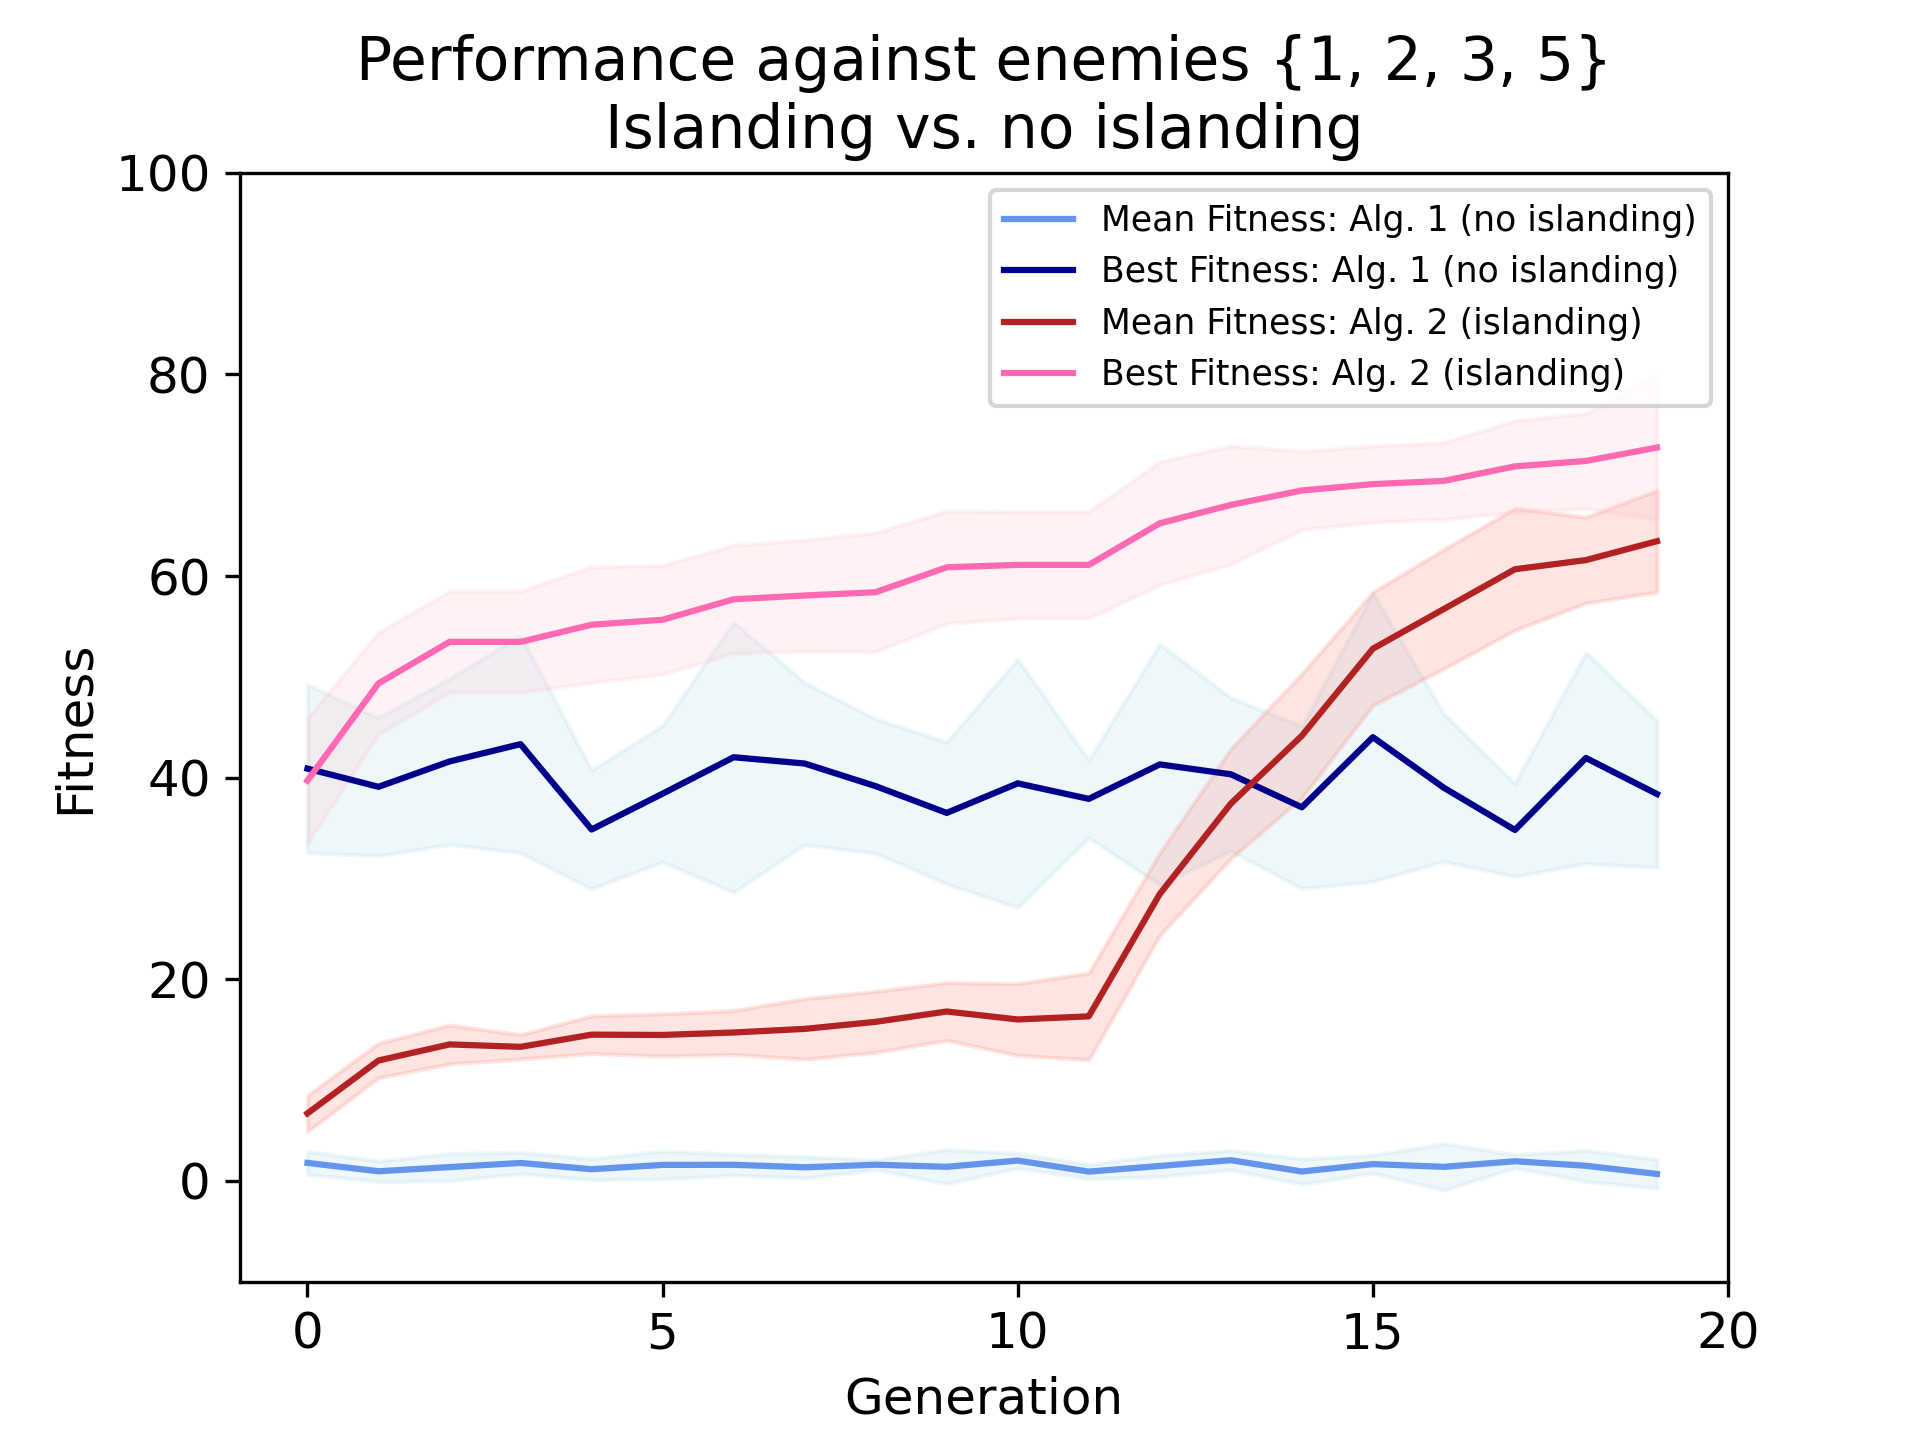 Performance against enemies {1, 2, 3, 5}
Islanding vs. no islanding
100
80
60
40
20
0
Fitness
Mean Fitness: Alg. 1 (no islanding)
Best Fitness: Alg. 1 (no islanding)
Mean Fitness: Alg. 2 (islanding)
Best Fitness: Alg. 2 (islanding)
0 5 10 15 20
Generation